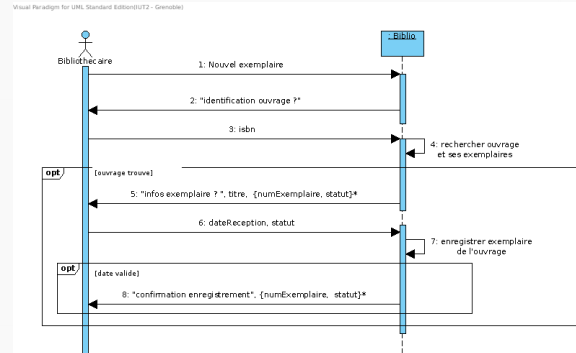 Visual Paradigm for UML Standard Edition(IUT2 - Grenoble)
: Biblio
Bibliothecaire
1: Nouvel exemplaire
2: "identification ouvrage ?"
3: isbn
4: rechercher ouvrage
et ses exemplaires
opt
[ouvrage trouve]
5: "infos exemplaire ? ", titre, {numExemplaire, statut}*
6: dateReception, statut
7: enregistrer exemplaire
de l'ouvrage
opt
[date valide]
8: "confirmation enregistrement", {numExemplaire, statut}*